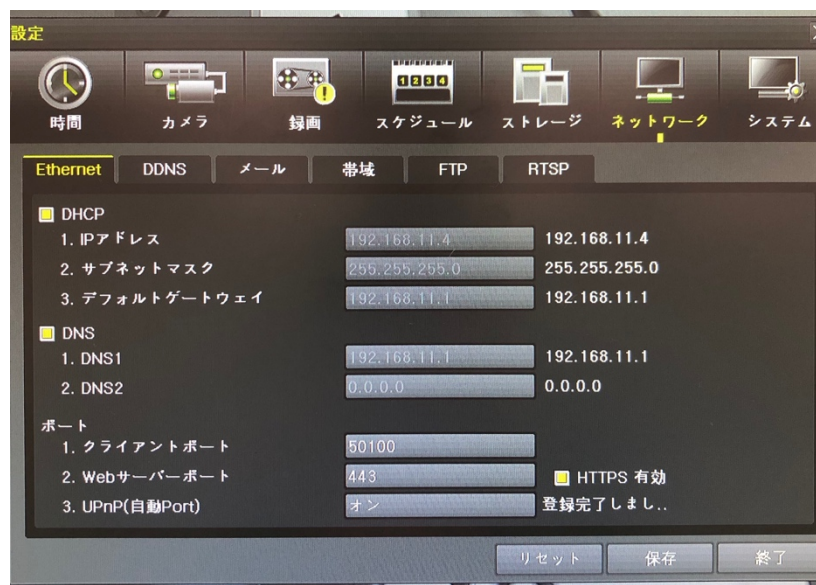 設定
時間 カメラ 録画 スケジュール ストレージ ネットワーク システム
1234
Ethernet DDNS メール 帯域 FTP RTSP
DHCP
1. IPアドレス 192.168.11.4 192.168.11.4
2. サブネットマスク 255.255.255.0 255.255.255.0
3. デフォルトゲートウェイ 192.168.11.1 192.168.11.1
DNS
1. DNS1 192.168.11.1 192.168.11.1
2. DNS2 0.0.0.0 0.0.0.0
ポート
1. クライアントポート 50100
2. Webサーバーポート 443 HTTPS 有効
3. UPnP(自動Port) オン 登録完了しまし..
リセット 保存 終了